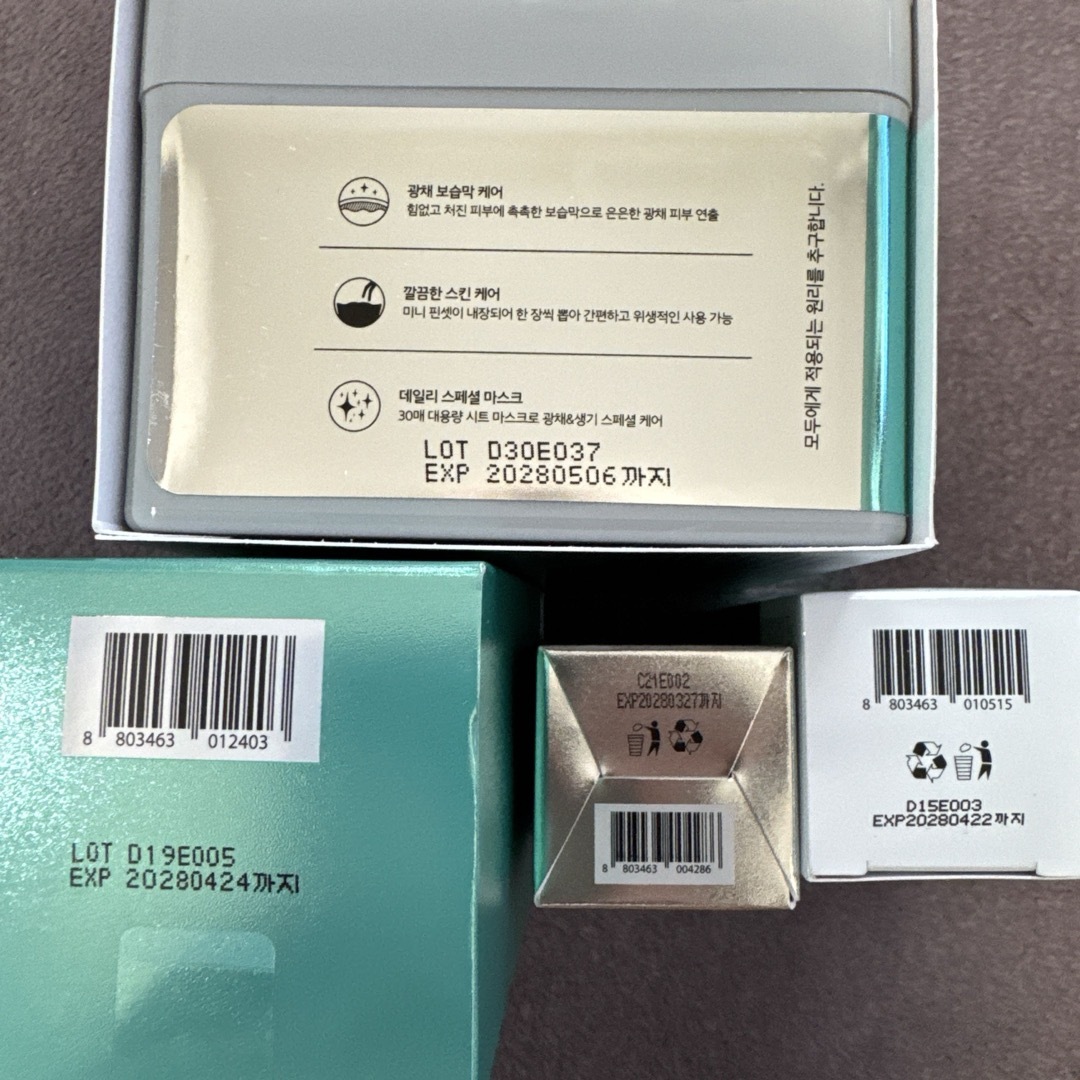 광채 보습막 케어
힘없고 처진 피부에 촉촉한 보습막으로 은은한 광채 피부 연출
깔끔한 스킨 케어
미니 핀셋이 내장되어 한 장씩 뽑아 간편하고 위생적인 사용 가능
데일리 스페셜 마스크
30매 대용량 시트 마스크로 광채&생기 스페셜 케어
LOT D30E037
EXP 20280506까지
모두에게 적용되는 원리를 추구합니다.
8 803463 012403
LOT D19E005
EXP 20280424까지
C21E002
EXP20280327까지
8 803463 004286
8 803463 010515
D15E003
EXP20280422까지